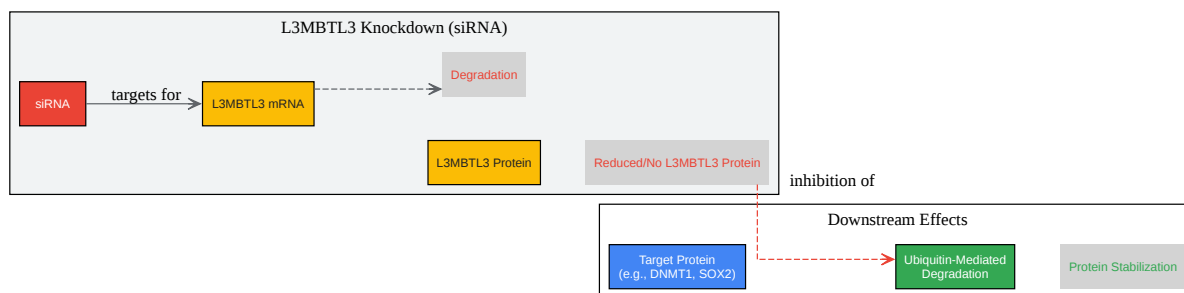 L3MBTL3 Knockdown (siRNA)
Degradation
siRNA
targets for
L3MBTL3 mRNA
L3MBTL3 Protein
Reduced/No L3MBTL3 Protein
inhibition of
Downstream Effects
Target Protein
(e.g., DNMT1, SOX2)
Ubiquitin-Mediated
Degradation
Protein Stabilization